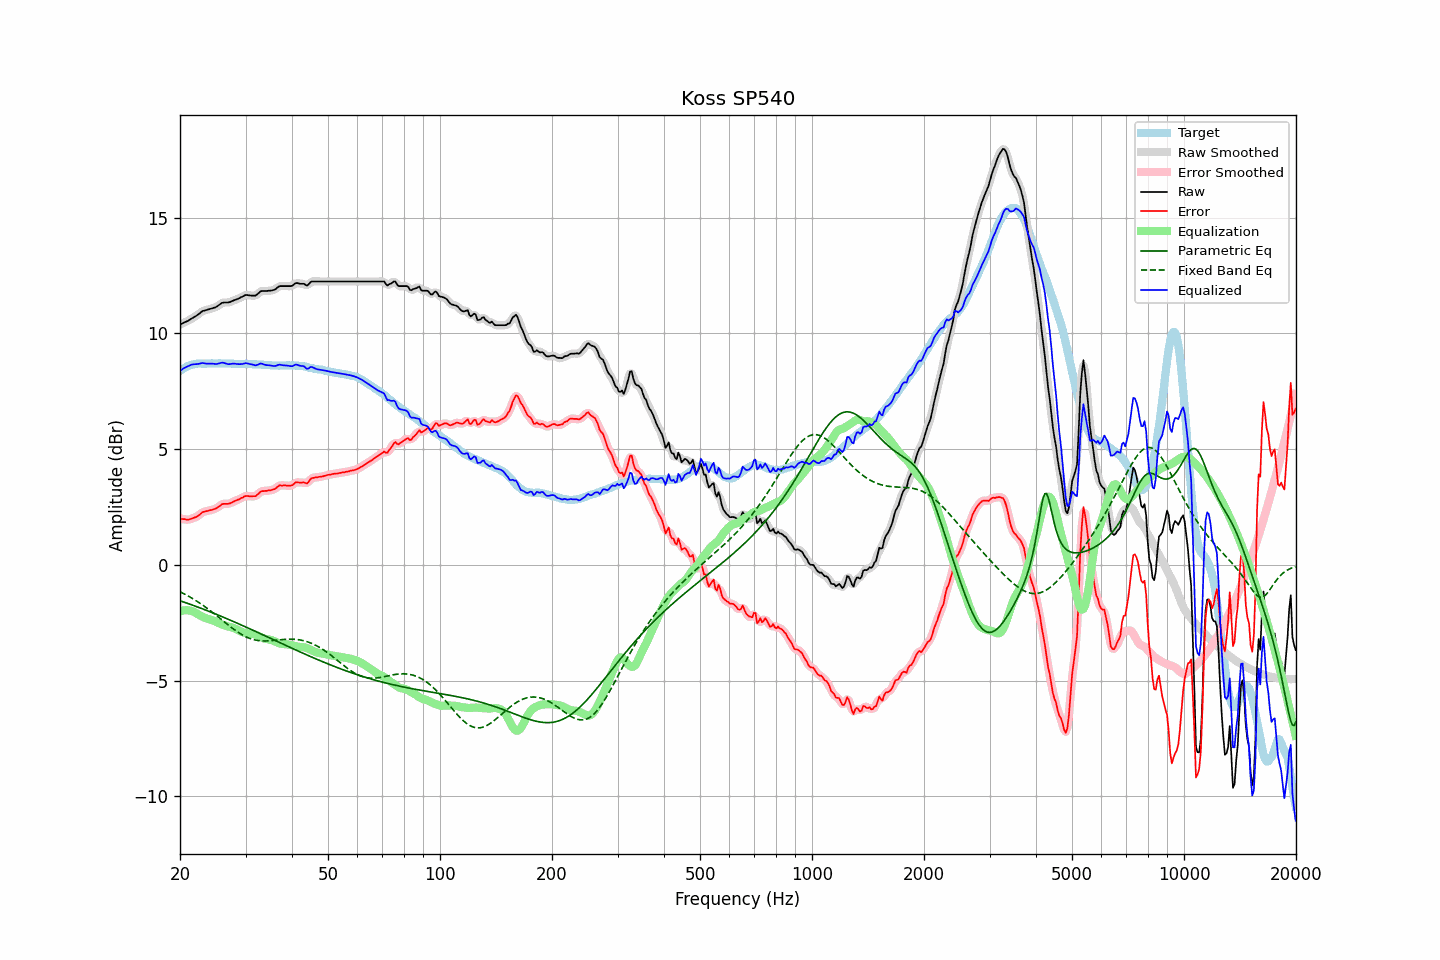 Koss SP540
Amplitude (dBr)
15
10
5
0
−5
−10
20
50
100
200
500
1000
2000
5000
10000
20000
Frequency (Hz)
Target
Raw Smoothed
Error Smoothed
Raw
Error
Equalization
Parametric Eq
Fixed Band Eq
Equalized